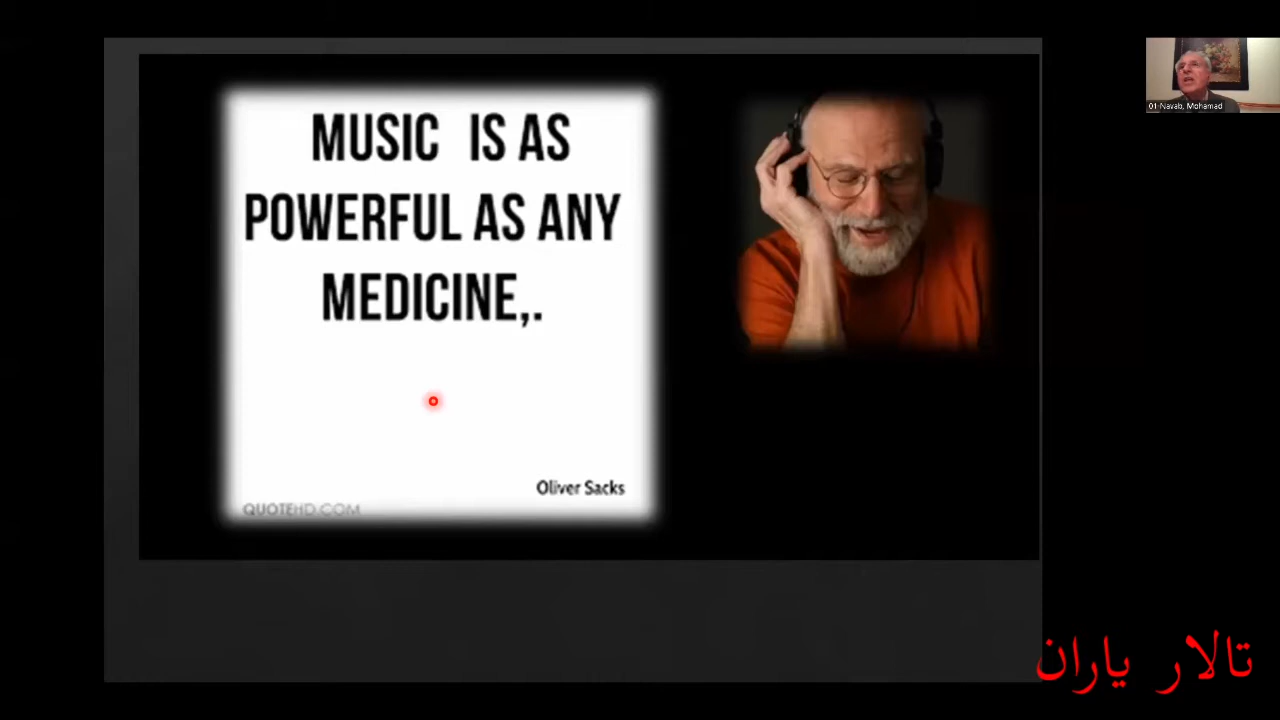 MUSIC IS AS
POWERFUL AS ANY
MEDICINE,.
Oliver Sacks
QUOTEHD.COM
01 Navab, Mohamad
تالار یاران